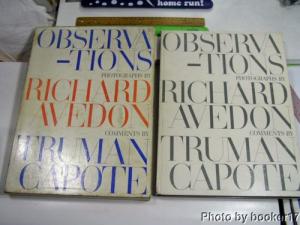 home run!
OBSERVA
-TIONS
PHOTOGRAPHS BY
RICHARD
AVEDON
COMMENTS BY
TRUMAN
CAPOTE
OBSERVA
-TIONS
PHOTOGRAPHS BY
RICHARD
AVEDON
COMMENTS BY
TRUMAN
CAPOTE
Photo by booker17